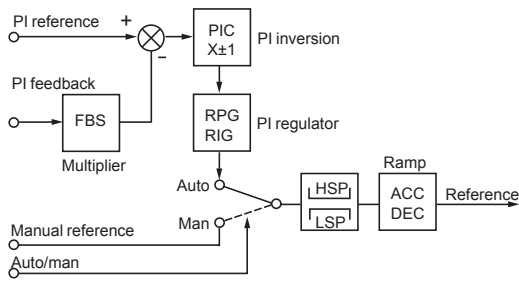 PI reference
+
−
PIC
X±1
PI inversion
PI feedback
FBS
Multiplier
RPG
RIG
PI regulator
Auto
Man
HSP
LSP
Ramp
ACC
DEC
Reference
Manual reference
Auto/man